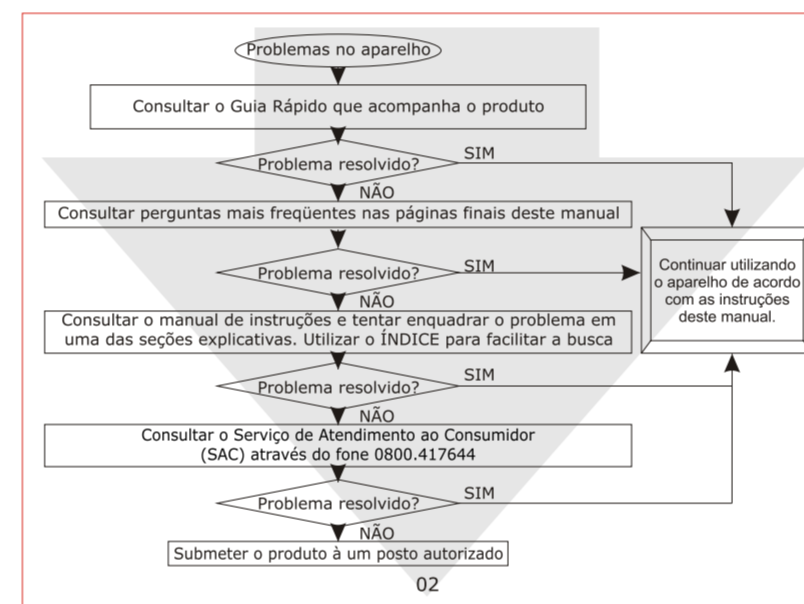 Problemas no aparelho
Consultar o Guia Rápido que acompanha o produto
Problema resolvido?
SIM
NÃO
Consultar perguntas mais freqüentes nas páginas finais deste manual
Problema resolvido?
SIM
NÃO
Continuar utilizando
o aparelho de acordo
com as instruções
deste manual.
Consultar o manual de instruções e tentar enquadrar o problema em
uma das seções explicativas. Utilizar o ÍNDICE para facilitar a busca
Problema resolvido?
SIM
NÃO
Consultar o Serviço de Atendimento ao Consumidor
(SAC) através do fone 0800.417644
Problema resolvido?
SIM
NÃO
Submeter o produto à um posto autorizado
02